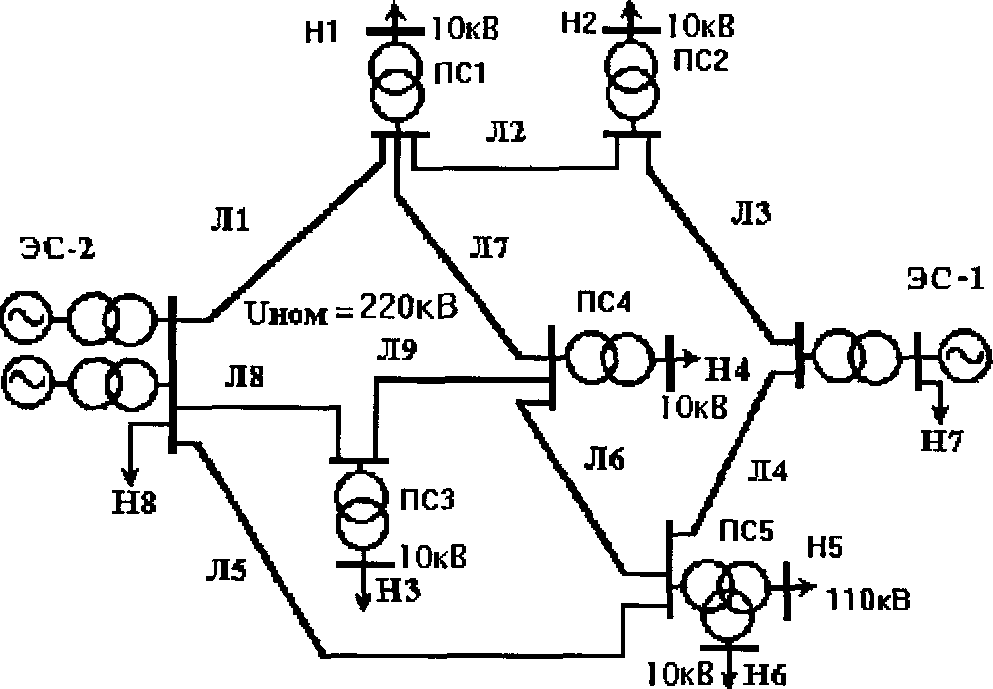 Н1
10кВ
Н2
10кВ
ПС1
ПС2
Л2
Л1
Л3
ЭС-2
Л7
ЭС-1
Uном = 220кВ
ПС4
Л9
Л8
Н4
10кВ
Н7
Л6
Л4
Н8
ПС3
ПС5
Н5
10кВ
Л5
Н3
110кВ
10кВ
Н6